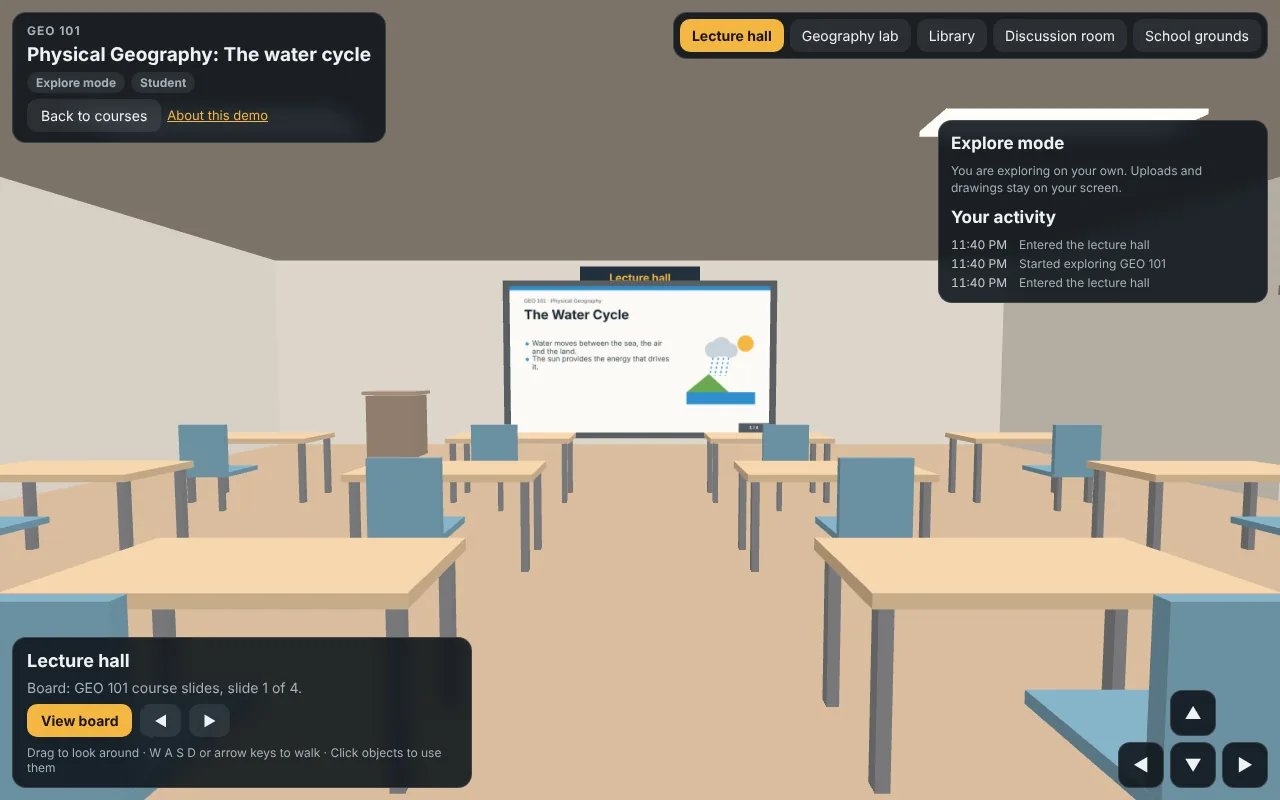 GEO 101
Physical Geography: The water cycle
Explore mode
Student
Back to courses
About this demo
Lecture hall
Geography lab
Library
Discussion room
School grounds
Explore mode
You are exploring on your own. Uploads and
drawings stay on your screen.
Your activity
11:40 PM Entered the lecture hall
11:40 PM Started exploring GEO 101
11:40 PM Entered the lecture hall
Lecture hall
GEO 101 · Physical Geography
The Water Cycle
• Water moves between the sea, the air
and the land.
• The sun provides the energy that drives
it.
1 / 4
Lecture hall
Board: GEO 101 course slides, slide 1 of 4.
View board
Drag to look around · W A S D or arrow keys to walk · Click objects to use
them